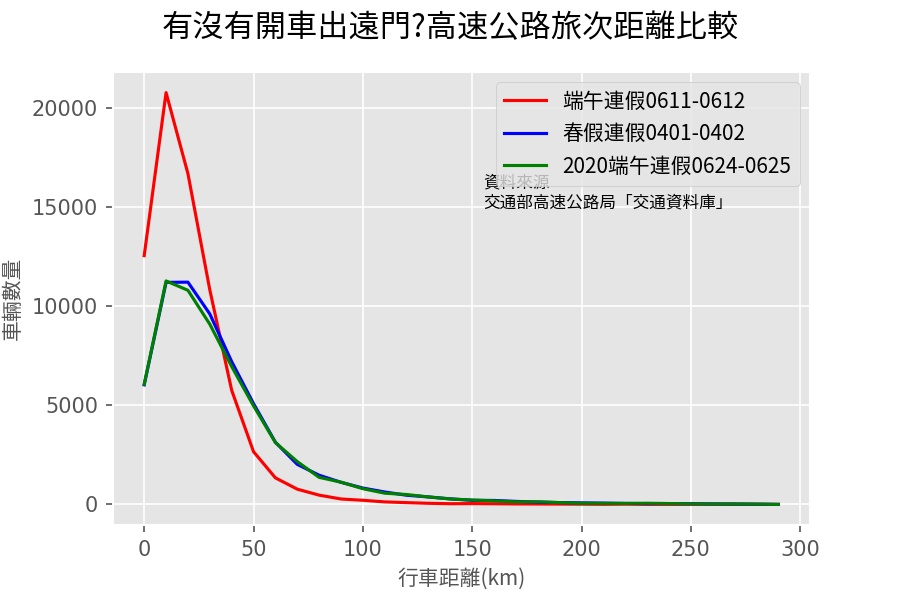 有沒有開車出遠門?高速公路旅次距離比較
端午連假0611-0612
春假連假0401-0402
2020端午連假0624-0625
資料來源
交通部高速公路局「交通資料庫」
車輛數量
20000
15000
10000
5000
0
0 50 100 150 200 250 300
行車距離(km)